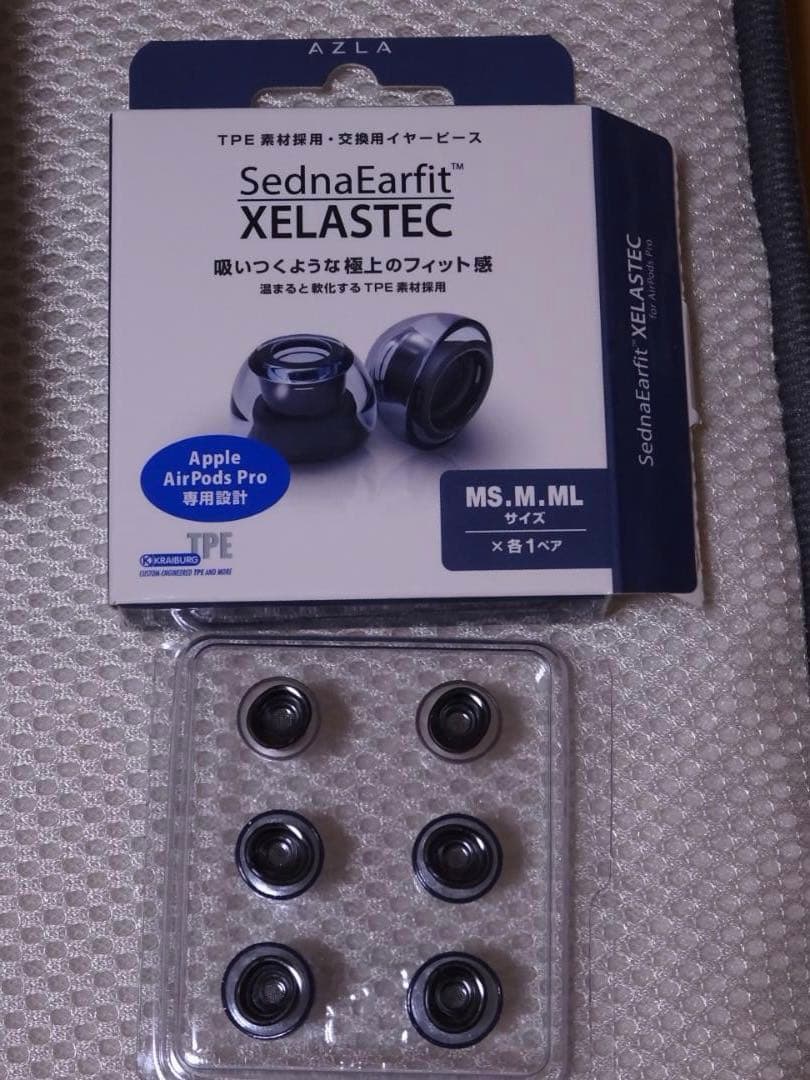 AZLA
TPE 素材採用・交換用イヤーピース
SednaEarfit™
XELASTEC
吸いつくような極上のフィット感
温まると軟化する TPE 素材採用
Apple
AirPods Pro
専用設計
MS.M.ML
サイズ
×各1ペア
TPE
KRAIBURG
CUSTOM-ENGINEERED TPE AND MORE
SednaEarfit™ XELASTEC
for AirPods Pro